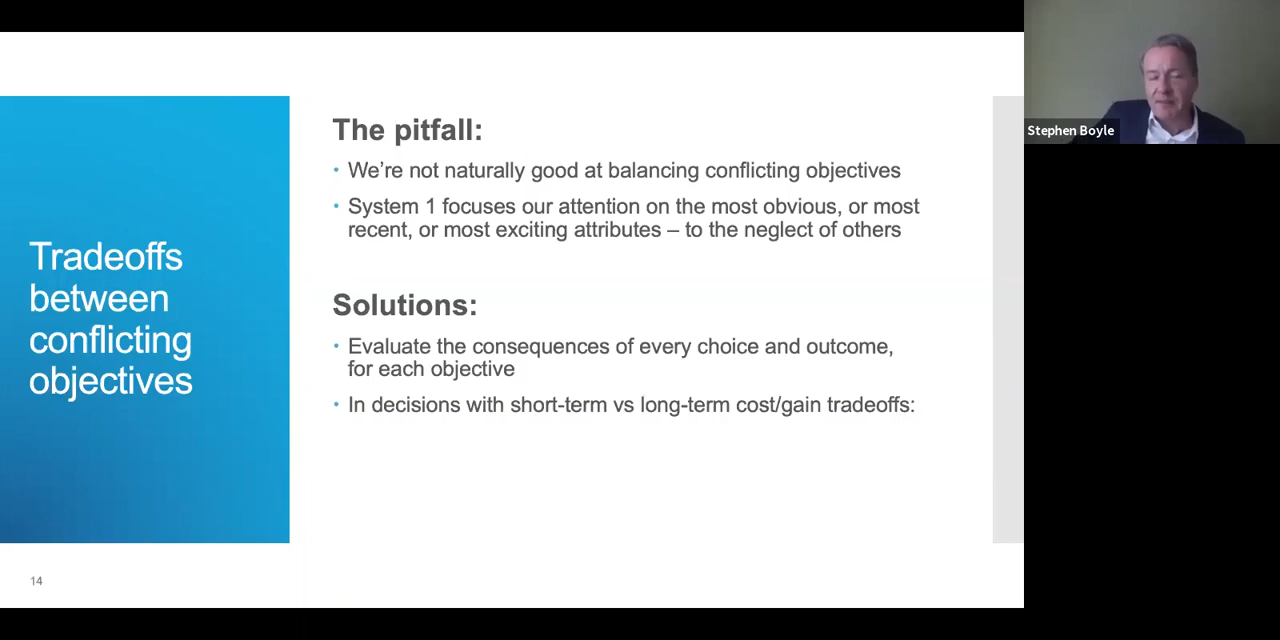 Tradeoffs
between
conflicting
objectives
The pitfall:
• We’re not naturally good at balancing conflicting objectives
• System 1 focuses our attention on the most obvious, or most
recent, or most exciting attributes – to the neglect of others
Solutions:
• Evaluate the consequences of every choice and outcome,
for each objective
• In decisions with short-term vs long-term cost/gain tradeoffs:
14
Stephen Boyle